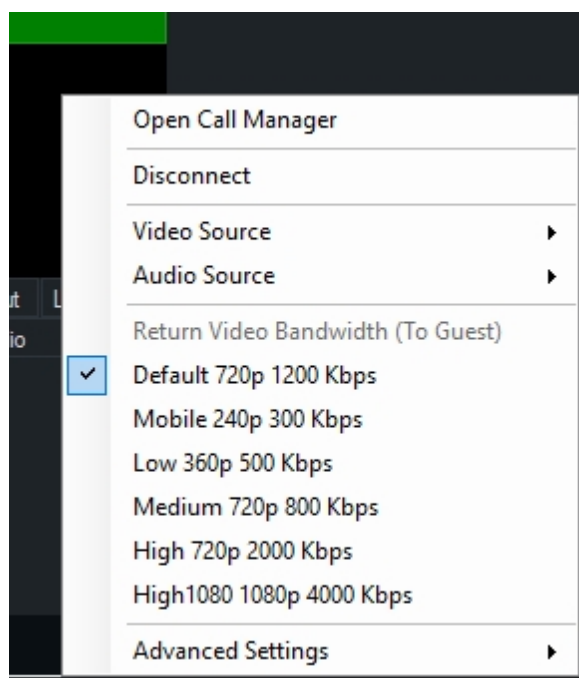 Open Call Manager
Disconnect
Video Source
Audio Source
Return Video Bandwidth (To Guest)
Default 720p 1200 Kbps
Mobile 240p 300 Kbps
Low 360p 500 Kbps
Medium 720p 800 Kbps
High 720p 2000 Kbps
High1080 1080p 4000 Kbps
Advanced Settings